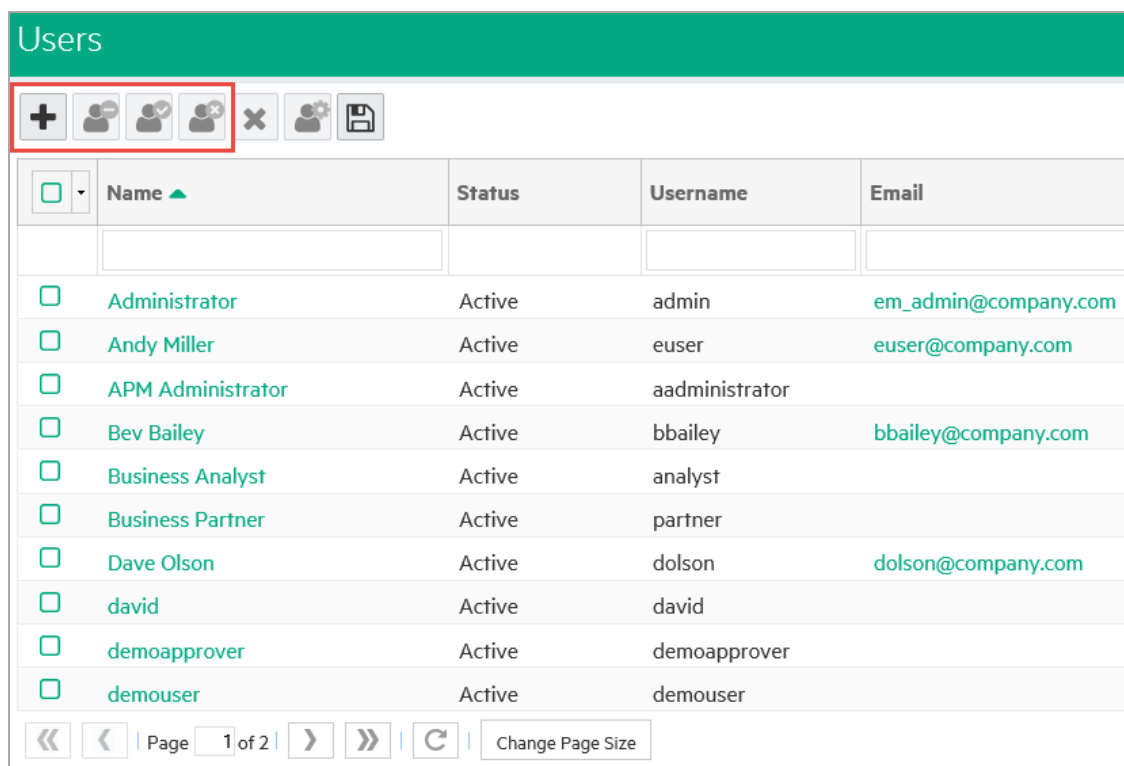 Users
Name Status Username Email
Administrator Active admin em_admin@company.com
Andy Miller Active euser euser@company.com
APM Administrator Active aadministrator
Bev Bailey Active bbailey bbailey@company.com
Business Analyst Active analyst
Business Partner Active partner
Dave Olson Active dolson dolson@company.com
david Active david
demoapprover Active demoapprover
demouser Active demouser
Page 1 of 2 Change Page Size